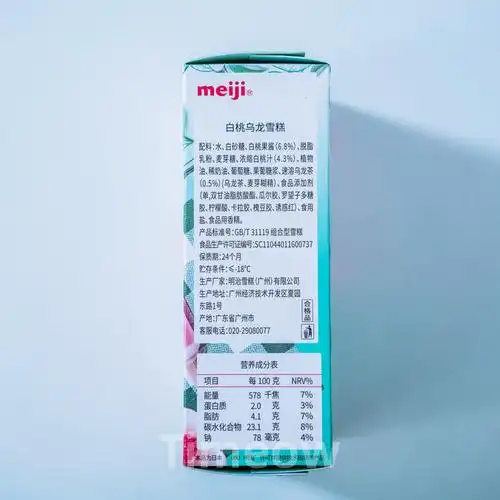 meiji®
白桃乌龙雪糕
配料：水、白砂糖、白桃果酱(6.8%)、脱脂
乳粉、麦芽糖、浓缩白桃汁(4.3%)、植物
油、稀奶油、葡萄糖、果葡糖浆、速溶乌龙茶
(0.5%)(乌龙茶、麦芽糊精)、食品添加剂
(单,双甘油脂肪酸酯、瓜尔胶、罗望子多糖
胶、柠檬酸、卡拉胶、槐豆胶、诱惑红)、食用
盐、食品用香精。
产品标准号：GB/T 31119 组合型雪糕
食品生产许可证编号：SC11044011600737
保质期：24个月
贮存条件：≤-18℃
生产厂家：明治雪糕(广州)有限公司
生产地址：广州经济技术开发区夏园
东路1号
产地：广东省广州市
客服电话：020-29080077
合格品
营养成分表
项目 每100克 NRV%
能量 578 千焦 7%
蛋白质 2.0 克 3%
脂肪 4.1 克 7%
碳水化合物 23.1 克 8%
钠 78 毫克 4%
Timeow